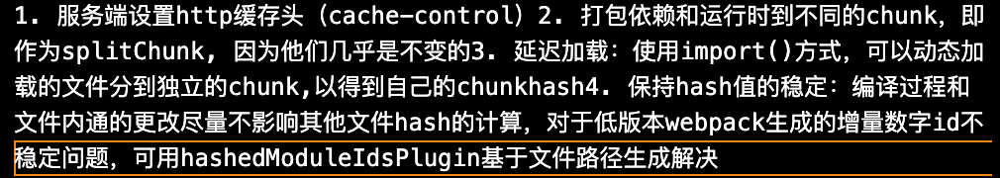 1. 服务端设置http缓存头（cache-control）2. 打包依赖和运行时到不同的chunk，即
作为splitChunk, 因为他们几乎是不变的3. 延迟加载：使用import()方式，可以动态加
载的文件分到独立的chunk,以得到自己的chunkhash4. 保持hash值的稳定：编译过程和
文件内通的更改尽量不影响其他文件hash的计算，对于低版本webpack生成的增量数字id不
稳定问题，可用hashedModuleIdsPlugin基于文件路径生成解决